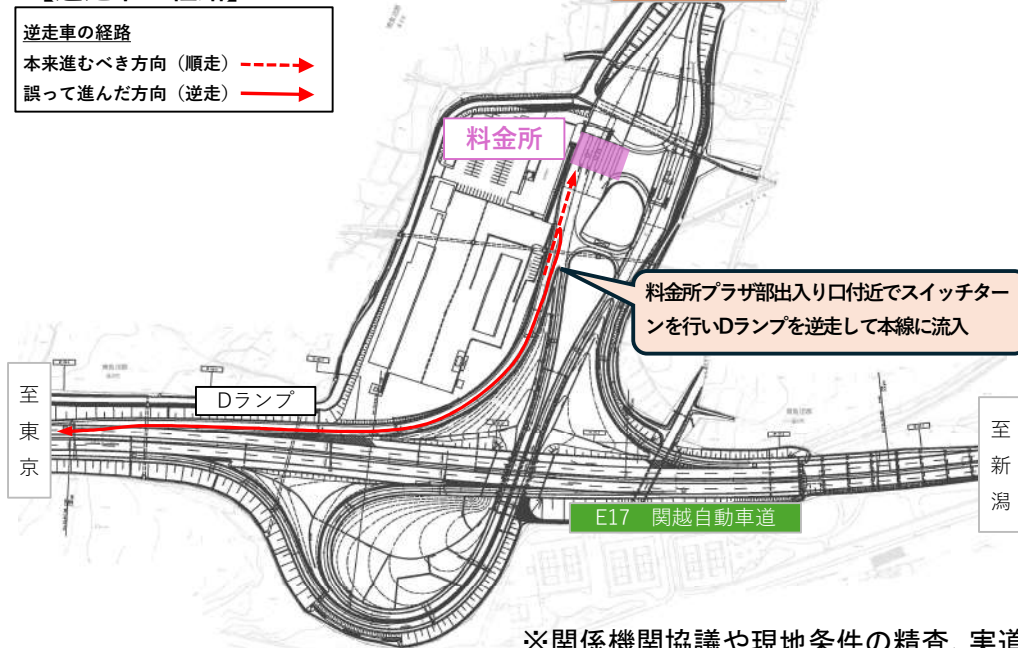 逆走車の経路
本来進むべき方向（順走）
誤って進んだ方向（逆走）
料金所
料金所プラザ部出入り口付近でスイッチター
ンを行いDランプを逆走して本線に流入
Dランプ
至東京
至新潟
E17 関越自動車道
※関係機関協議や現地条件の精査、実道